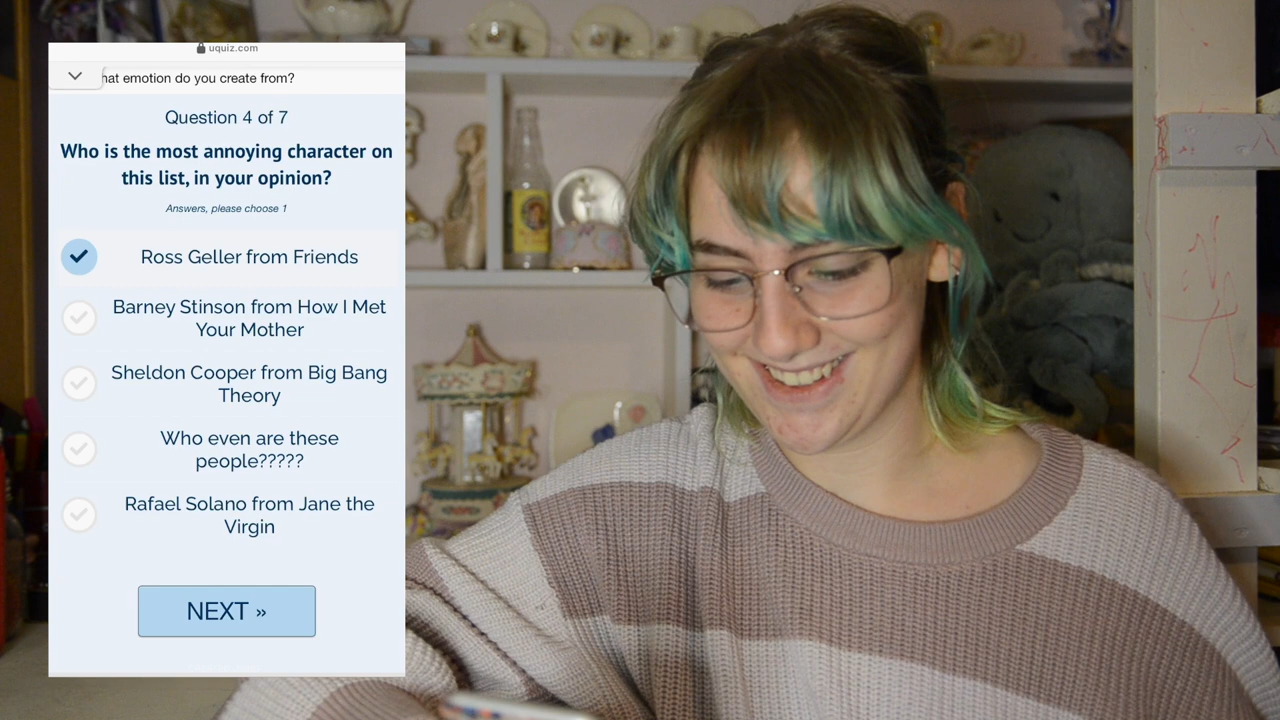 uquiz.com
hat emotion do you create from?
Question 4 of 7
Who is the most annoying character on
this list, in your opinion?
Answers, please choose 1
Ross Geller from Friends
Barney Stinson from How I Met
Your Mother
Sheldon Cooper from Big Bang
Theory
Who even are these
people?????
Rafael Solano from Jane the
Virgin
NEXT »